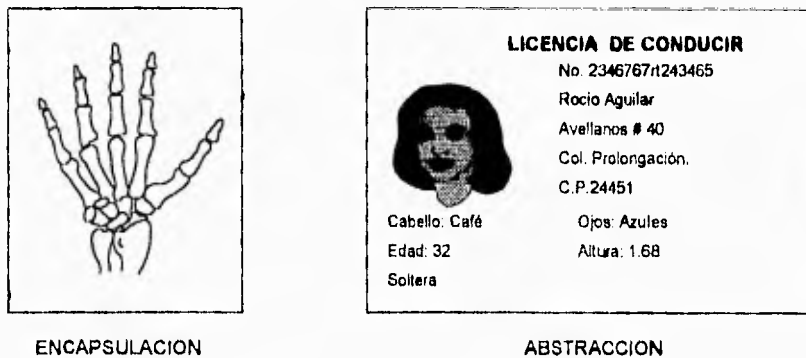 LICENCIA DE CONDUCIR
No. 2346767rt243465
Rocio Aguilar
Avellanos # 40
Col. Prolongación.
C.P.24451
Cabello: Café Ojos: Azules
Edad: 32 Altura: 1.68
Soltera
ENCAPSULACION ABSTRACCION